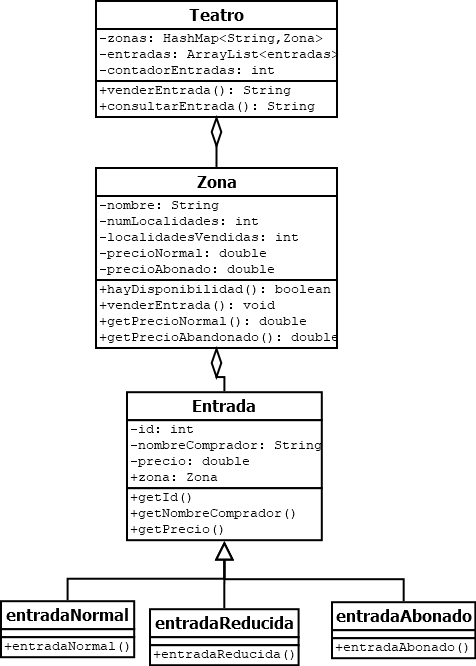 Teatro
-zonas: HashMap<String,Zona>
-entradas: ArrayList<entradas>
-contadorEntradas: int
+venderEntrada(): String
+consultarEntrada(): String
Zona
-nombre: String
-numLocalidades: int
-localidadesVendidas: int
-precioNormal: double
-precioAbonado: double
+hayDisponibilidad(): boolean
+venderEntrada(): void
+getPrecioNormal(): double
+getPrecioAbandonado(): double
Entrada
-id: int
-nombreComprador: String
-precio: double
+zona: Zona
+getId()
+getNombreComprador()
+getPrecio()
entradaNormal
+entradaNormal()
entradaReducida
+entradaReducida()
entradaAbonado
+entradaAbonado()